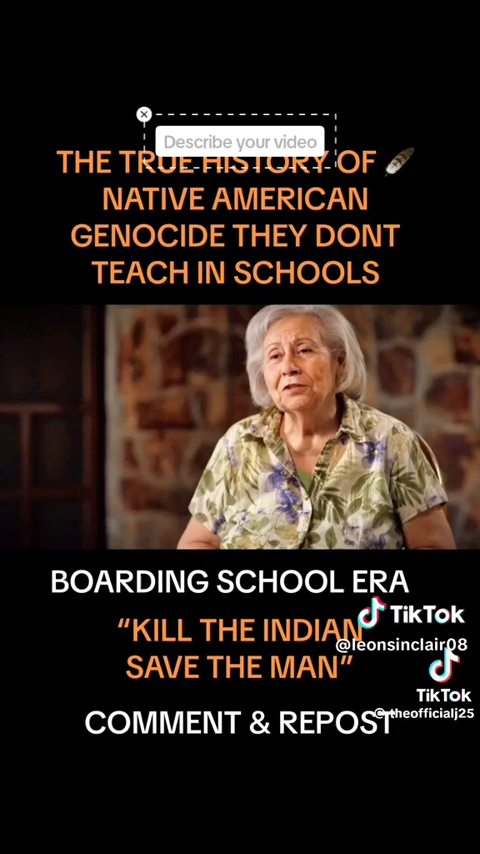 Describe your video
THE TRUE HISTORY OF
NATIVE AMERICAN
GENOCIDE THEY DONT
TEACH IN SCHOOLS
BOARDING SCHOOL ERA
“KILL THE INDIAN
SAVE THE MAN”
TikTok
@leonsinclair08
TikTok
@theofficialj25
COMMENT & REPOST